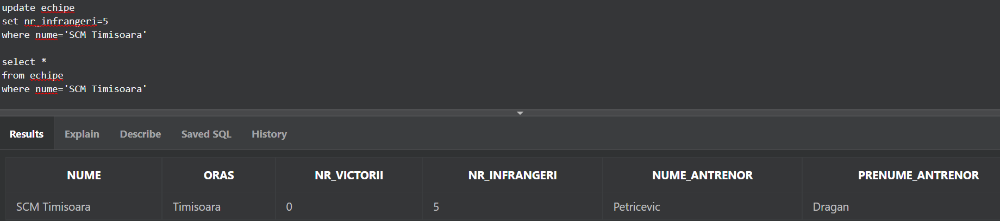 update echipe
set nr_infrangeri=5
where nume='SCM Timisoara'
select *
from echipe
where nume='SCM Timisoara'
Results Explain Describe Saved SQL History
NUME ORAS NR_VICTORII NR_INFRANGERI NUME_ANTRENOR PRENUME_ANTRENOR
SCM Timisoara Timisoara 0 5 Petricevic Dragan